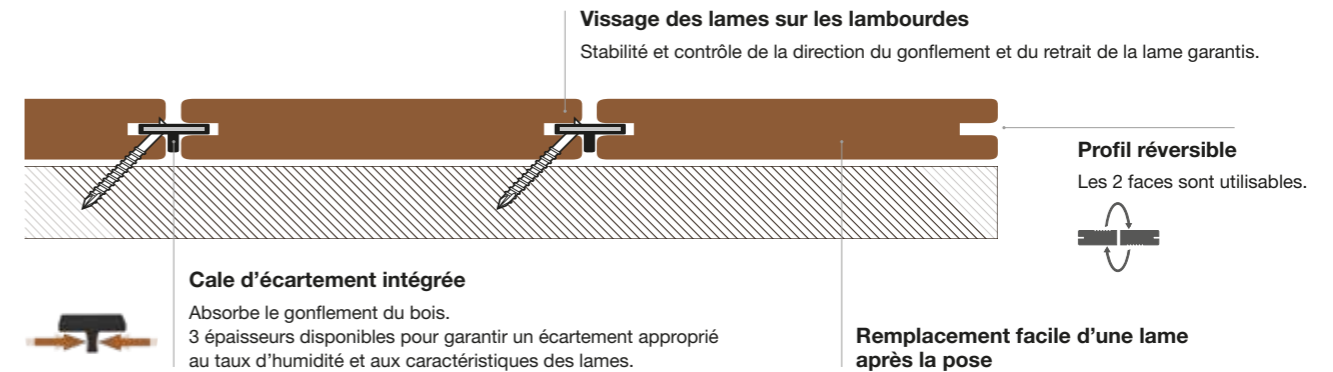 Vissage des lames sur les lambourdes
Stabilité et contrôle de la direction du gonflement et du retrait de la lame garantis.
Profil réversible
Les 2 faces sont utilisables.
Cale d’écartement intégrée
Absorbe le gonflement du bois.
3 épaisseurs disponibles pour garantir un écartement approprié
au taux d’humidité et aux caractéristiques des lames.
Remplacement facile d’une lame
après la pose